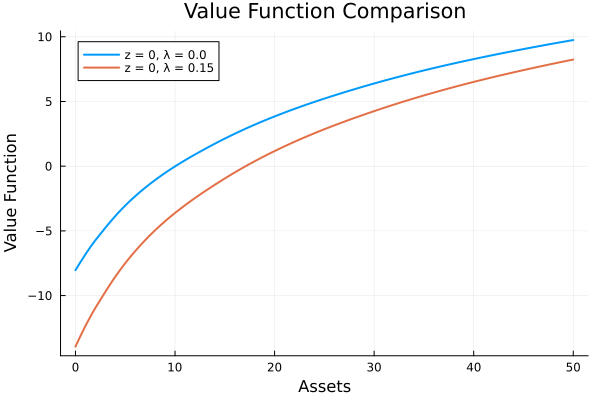 Value Function Comparison
z = 0, λ = 0.0
z = 0, λ = 0.15
Value Function
10
5
0
−5
−10
0 10 20 30 40 50
Assets